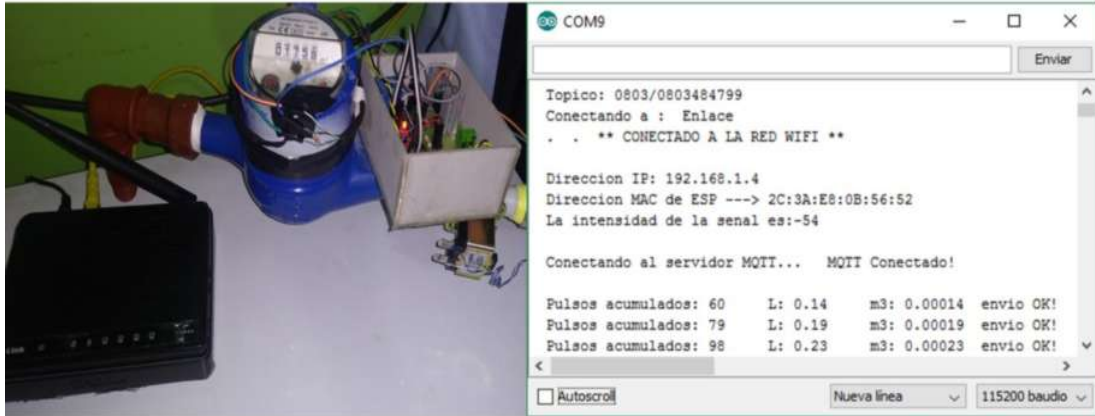 COM9
Enviar
Topico: 0803/0803484799
Conectando a : Enlace
. . ** CONECTADO A LA RED WIFI **
Direccion IP: 192.168.1.4
Direccion MAC de ESP ---> 2C:3A:E8:0B:56:52
La intensidad de la senal es:-54
Conectando al servidor MQTT... MQTT Conectado!
Pulsos acumulados: 60 L: 0.14 m3: 0.00014 envio OK!
Pulsos acumulados: 79 L: 0.19 m3: 0.00019 envio OK!
Pulsos acumulados: 98 L: 0.23 m3: 0.00023 envio OK!
Autoscroll
Nueva línea
115200 baudio